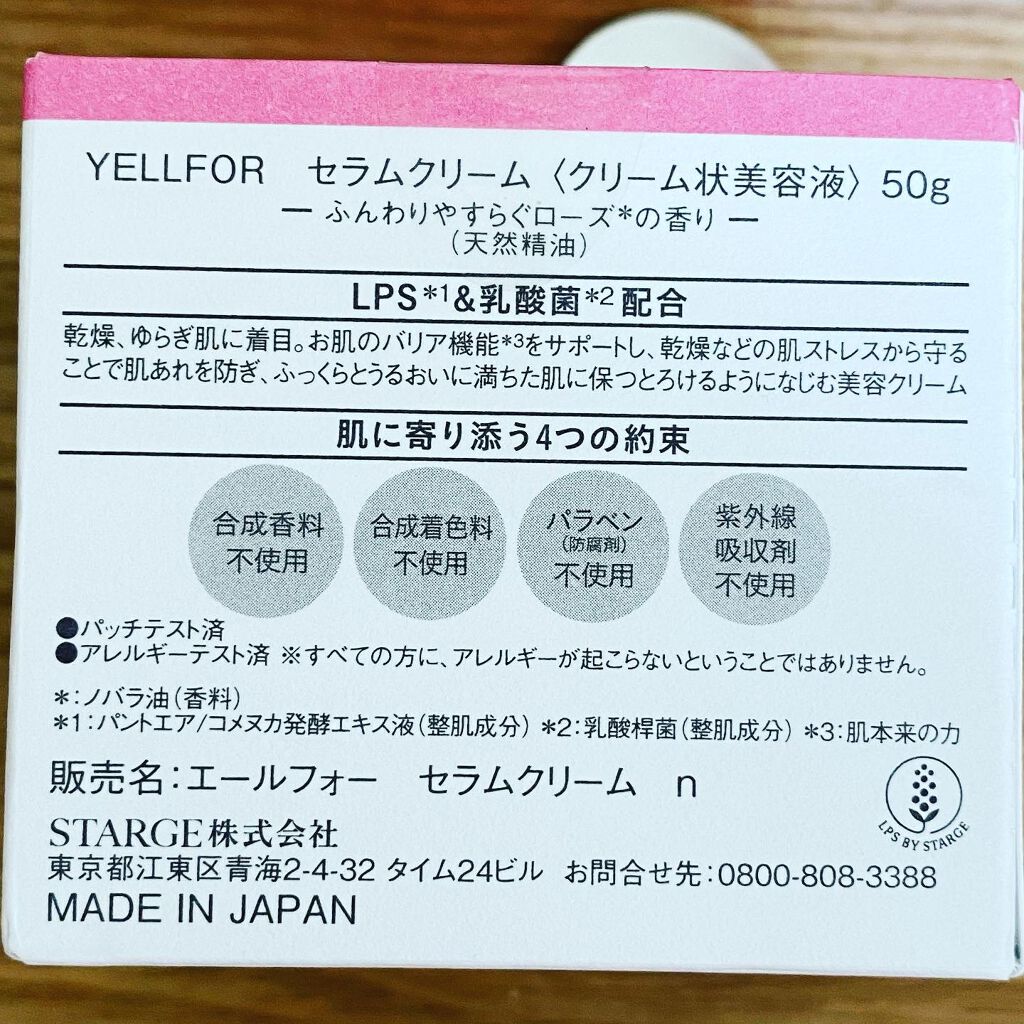 YELLFOR セラムクリーム〈クリーム状美容液〉50g
ー ふんわりやすらぐローズ*の香り ー
（天然精油）
LPS*1&乳酸菌*2配合
乾燥、ゆらぎ肌に着目。お肌のバリア機能*3をサポートし、乾燥などの肌ストレスから守る
ことで肌あれを防ぎ、ふっくらとうるおいに満ちた肌に保つとろけるようになじむ美容クリーム
肌に寄り添う4つの約束
合成香料
不使用
合成着色料
不使用
パラベン
（防腐剤）
不使用
紫外線
吸収剤
不使用
●パッチテスト済
●アレルギーテスト済 ※すべての方に、アレルギーが起こらないということではありません。
*：ノバラ油（香料）
*1：パントエア/コメヌカ発酵エキス液（整肌成分） *2：乳酸桿菌（整肌成分） *3：肌本来の力
販売名：エールフォー セラムクリーム n
STARGE株式会社
東京都江東区青海2-4-32 タイム24ビル お問合せ先：0800-808-3388
MADE IN JAPAN
LPS BY STARGE